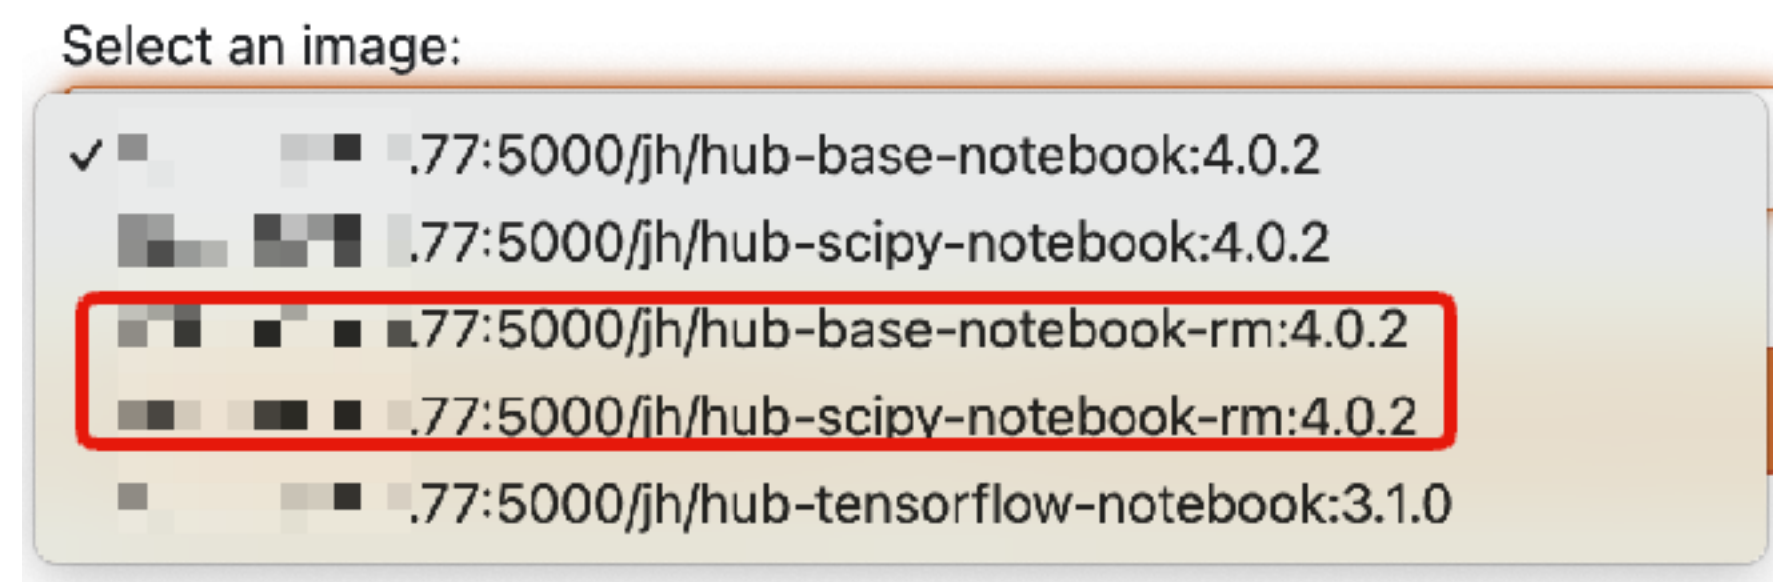 Select an image:
✓ .77:5000/jh/hub-base-notebook:4.0.2
.77:5000/jh/hub-scipy-notebook:4.0.2
.77:5000/jh/hub-base-notebook-rm:4.0.2
.77:5000/jh/hub-scipy-notebook-rm:4.0.2
.77:5000/jh/hub-tensorflow-notebook:3.1.0